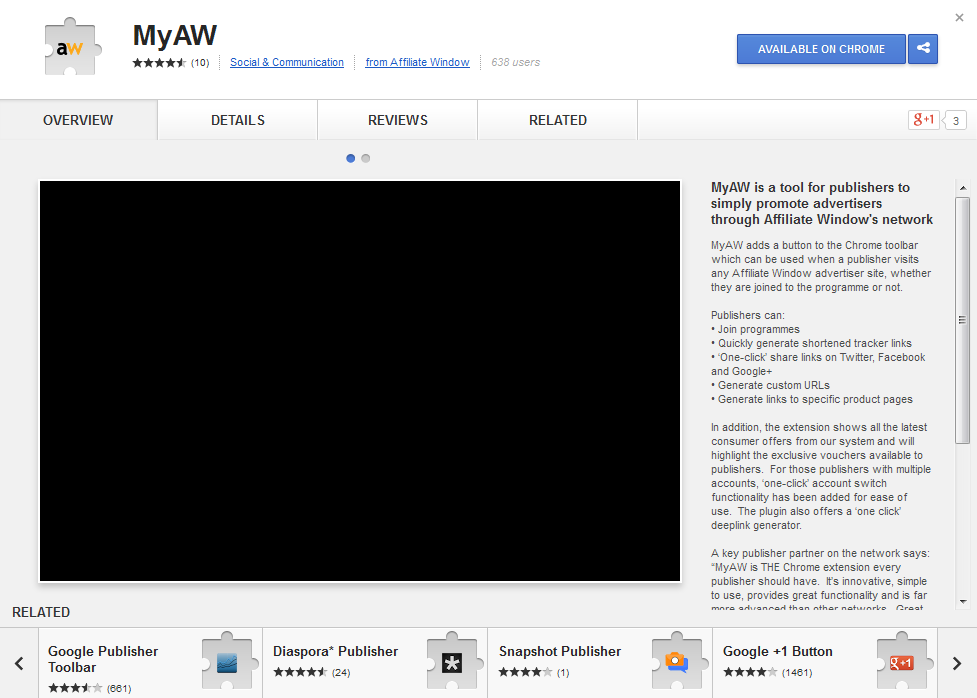 MyAW
aw
(10) Social & Communication from Affiliate Window 638 users
AVAILABLE ON CHROME
OVERVIEW DETAILS REVIEWS RELATED
g+1 3
MyAW is a tool for publishers to
simply promote advertisers
through Affiliate Window's network
MyAW adds a button to the Chrome toolbar
which can be used when a publisher visits
any Affiliate Window advertiser site, whether
they are joined to the programme or not.
Publishers can:
• Join programmes
• Quickly generate shortened tracker links
• ‘One-click’ share links on Twitter, Facebook
and Google+
• Generate custom URLs
• Generate links to specific product pages
In addition, the extension shows all the latest
consumer offers from our system and will
highlight the exclusive vouchers available to
publishers.  For those publishers with multiple
accounts, ‘one-click’ account switch
functionality has been added for ease of
use.  The plugin also offers a ‘one click’
deeplink generator.
A key publisher partner on the network says:
“MyAW is THE Chrome extension every
publisher should have.  It’s innovative, simple
to use, provides great functionality and is far
more advanced than other networks.  Great
RELATED
Google Publisher
Toolbar
(661)
Diaspora* Publisher
(24)
Snapshot Publisher
(1)
Google +1 Button
(1461)
g+1